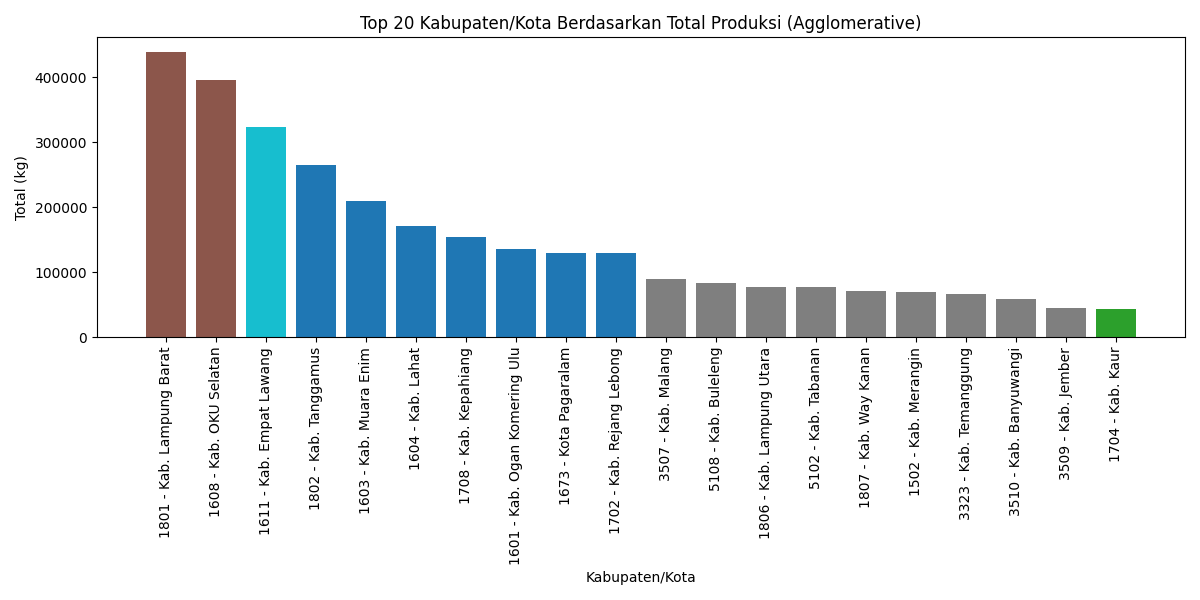 Top 20 Kabupaten/Kota Berdasarkan Total Produksi (Agglomerative)
Total (kg)
400000
300000
200000
100000
0
1801 - Kab. Lampung Barat
1608 - Kab. OKU Selatan
1611 - Kab. Empat Lawang
1802 - Kab. Tanggamus
1603 - Kab. Muara Enim
1604 - Kab. Lahat
1708 - Kab. Kepahiang
1601 - Kab. Ogan Komering Ulu
1673 - Kota Pagaralam
1702 - Kab. Rejang Lebong
3507 - Kab. Malang
5108 - Kab. Buleleng
1806 - Kab. Lampung Utara
5102 - Kab. Tabanan
1807 - Kab. Way Kanan
1502 - Kab. Merangin
3323 - Kab. Temanggung
3510 - Kab. Banyuwangi
3509 - Kab. Jember
1704 - Kab. Kaur
Kabupaten/Kota